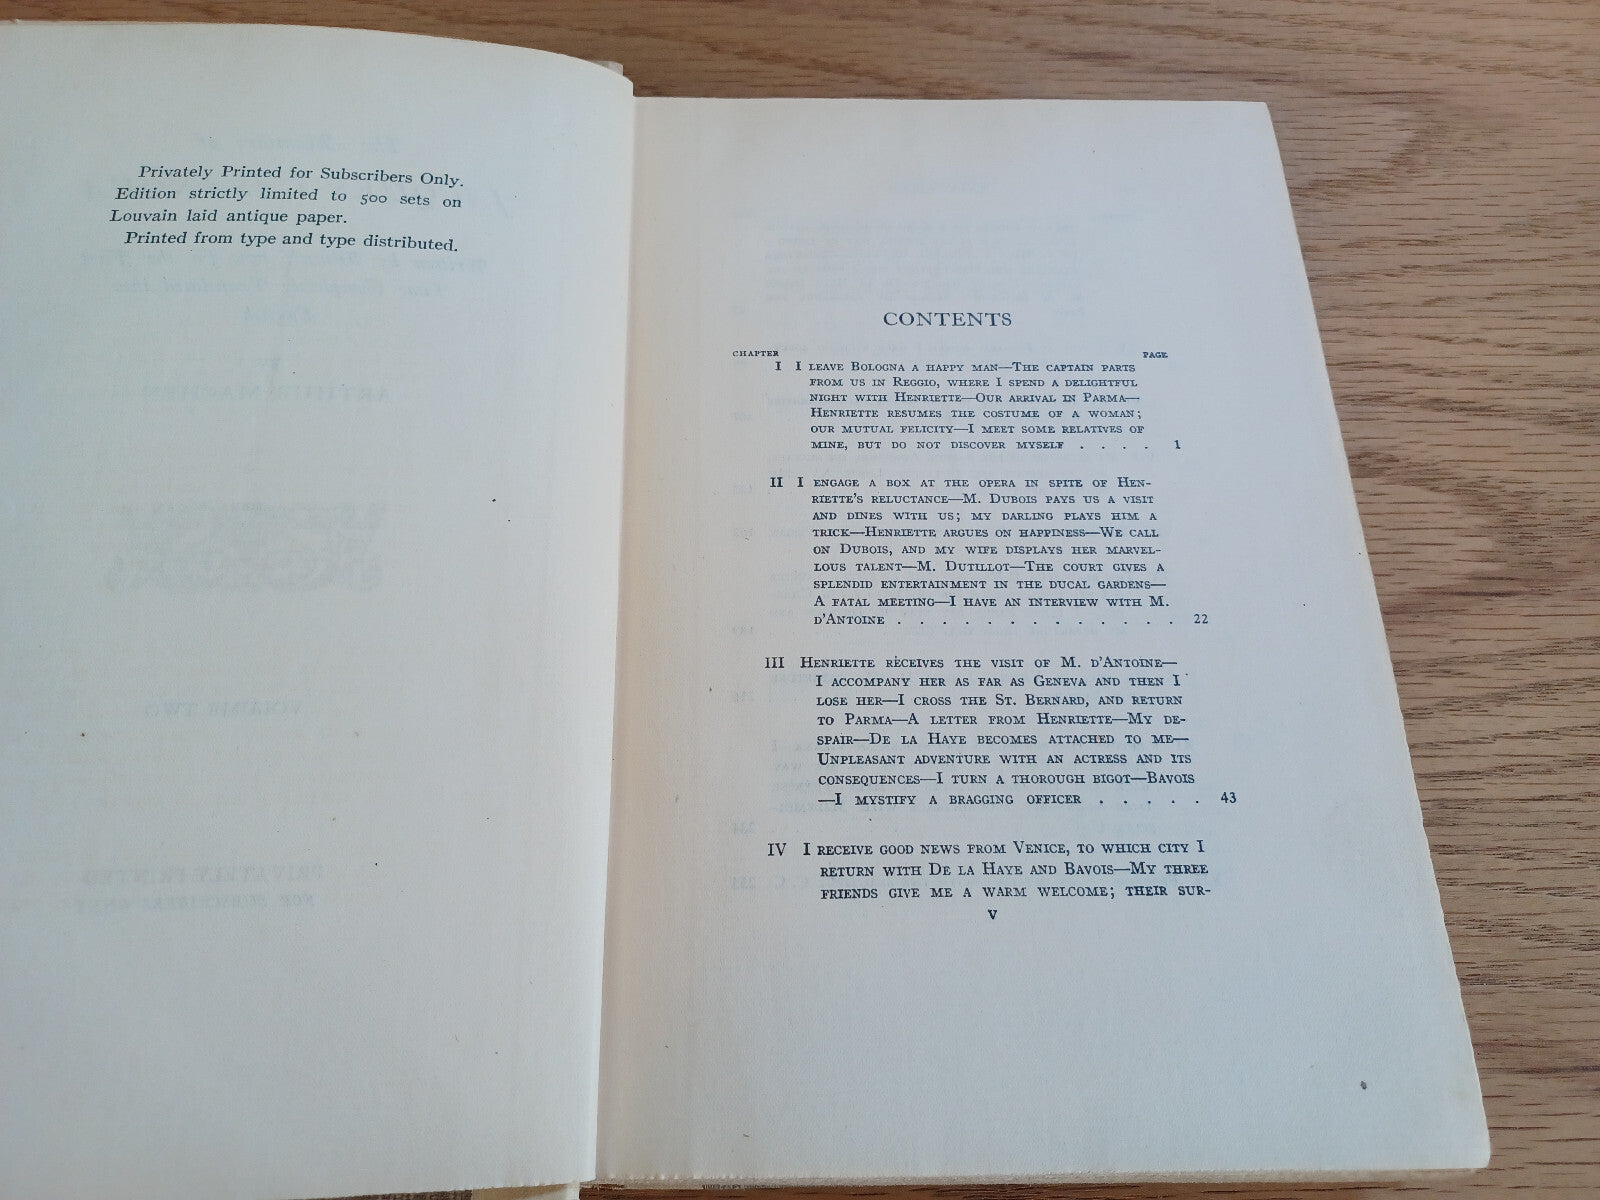 Privately Printed for Subscribers Only.
Edition strictly limited to 500 sets on
Louvain laid antique paper.
Printed from type and type distributed.
CONTENTS
CHAPTER PAGE
I I LEAVE BOLOGNA A HAPPY MAN—THE CAPTAIN PARTS
FROM US IN REGGIO, WHERE I SPEND A DELIGHTFUL
NIGHT WITH HENRIETTE—OUR ARRIVAL IN PARMA—
HENRIETTE RESUMES THE COSTUME OF A WOMAN;
OUR MUTUAL FELICITY—I MEET SOME RELATIVES OF
MINE, BUT DO NOT DISCOVER MYSELF . . . . 1
II I ENGAGE A BOX AT THE OPERA IN SPITE OF HEN-
RIETTE'S RELUCTANCE—M. DUBOIS PAYS US A VISIT
AND DINES WITH US; MY DARLING PLAYS HIM A
TRICK—HENRIETTE ARGUES ON HAPPINESS—WE CALL
ON DUBOIS, AND MY WIFE DISPLAYS HER MARVEL-
LOUS TALENT—M. DUTILLOT—THE COURT GIVES A
SPLENDID ENTERTAINMENT IN THE DUCAL GARDENS—
A FATAL MEETING—I HAVE AN INTERVIEW WITH M.
D'ANTOINE . . . . . . . . . . . . . 22
III HENRIETTE RECEIVES THE VISIT OF M. D'ANTOINE—
I ACCOMPANY HER AS FAR AS GENEVA AND THEN I
LOSE HER—I CROSS THE ST. BERNARD, AND RETURN
TO PARMA—A LETTER FROM HENRIETTE—MY DE-
SPAIR—DE LA HAYE BECOMES ATTACHED TO ME—
UNPLEASANT ADVENTURE WITH AN ACTRESS AND ITS
CONSEQUENCES—I TURN A THOROUGH BIGOT—BAVOIS
—I MYSTIFY A BRAGGING OFFICER . . . . . 43
IV I RECEIVE GOOD NEWS FROM VENICE, TO WHICH CITY I
RETURN WITH DE LA HAYE AND BAVOIS—MY THREE
FRIENDS GIVE ME A WARM WELCOME; THEIR SUR-
V